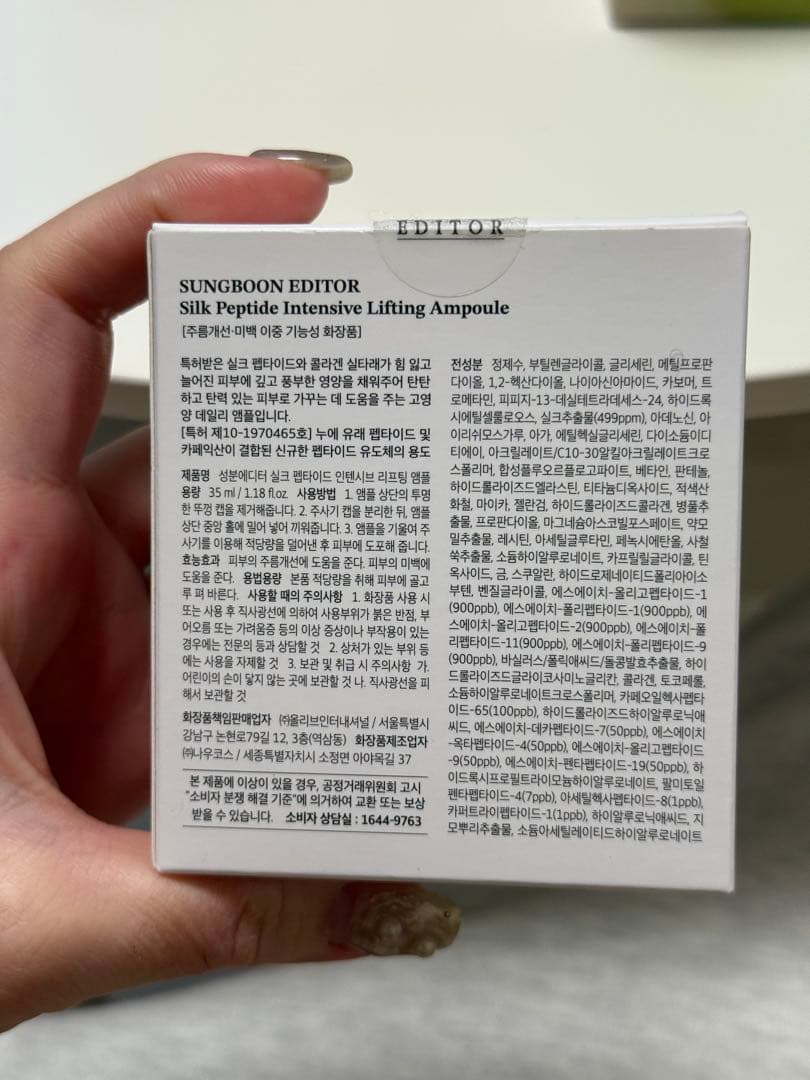 EDITOR
SUNGBOON EDITOR
Silk Peptide Intensive Lifting Ampoule
[주름개선·미백 이중 기능성 화장품]
특허받은 실크 펩타이드와 콜라겐 실타래가 힘 잃고
늘어진 피부에 깊고 풍부한 영양을 채워주어 탄탄
하고 탄력 있는 피부로 가꾸는 데 도움을 주는 고영
양 데일리 앰플입니다.
[특허 제10-1970465호] 누에 유래 펩타이드 및
카페익산이 결합된 신규한 펩타이드 유도체의 용도
제품명 성분에디터 실크 펩타이드 인텐시브 리프팅 앰플
용량 35 ml / 1.18 fl.oz. 사용방법 1. 앰플 상단의 투명
한 뚜껑 캡을 제거해줍니다. 2. 주사기 캡을 분리한 뒤, 앰플
상단 중앙 홀에 밀어 넣어 끼워줍니다. 3. 앰플을 기울여 주
사기를 이용해 적당량을 덜어낸 후 피부에 도포해 줍니다.
효능효과 피부의 주름개선에 도움을 준다. 피부의 미백에
도움을 준다. 용법용량 본품 적당량을 취해 피부에 골고
루 펴 바른다. 사용할 때의 주의사항 1. 화장품 사용 시
또는 사용 후 직사광선에 의하여 사용부위가 붉은 반점, 부
어오름 또는 가려움증 등의 이상 증상이나 부작용이 있는
경우에는 전문의 등과 상담할 것 2. 상처가 있는 부위 등
에는 사용을 자제할 것 3. 보관 및 취급 시 주의사항 가.
어린이의 손이 닿지 않는 곳에 보관할 것 나. 직사광선을 피
해서 보관할 것
화장품책임판매업자 ㈜올리브인터내셔널 / 서울특별시
강남구 논현로79길 12, 3층(역삼동) 화장품제조업자
㈜나우코스 / 세종특별자치시 소정면 아야목길 37
본 제품에 이상이 있을 경우, 공정거래위원회 고시
"소비자 분쟁 해결 기준"에 의거하여 교환 또는 보상
받을 수 있습니다. 소비자 상담실 : 1644-9763
전성분 정제수, 부틸렌글라이콜, 글리세린, 메틸프로판
다이올, 1,2-헥산다이올, 나이아신아마이드, 카보머, 트
로메타민, 피피지-13-데실테트라데세스-24, 하이드록
시에틸셀룰로오스, 실크추출물(499ppm), 아데노신, 아
이리쉬모스가루, 아가, 에틸헥실글리세린, 다이소듐이디
티에이, 아크릴레이트/C10-30알킬아크릴레이트크로
스폴리머, 합성플루오르플로고파이트, 베타인, 판테놀,
하이드롤라이즈드엘라스틴, 티타늄디옥사이드, 적색산
화철, 마이카, 젤란검, 하이드롤라이즈드콜라겐, 병풀추
출물, 프로판다이올, 마그네슘아스코빌포스페이트, 약모
밀추출물, 레시틴, 아세틸글루타민, 페녹시에탄올, 사철
쑥추출물, 소듐하이알루로네이트, 카프릴릴글라이콜, 틴
옥사이드, 금, 스쿠알란, 하이드로제네이티드폴리아이소
부텐, 벤질글라이콜, 에스에이치-올리고펩타이드-1
(900ppb), 에스에이치-폴리펩타이드-1(900ppb), 에
스에이치-올리고펩타이드-2(900ppb), 에스에이치-폴
리펩타이드-11(900ppb), 에스에이치-폴리펩타이드-9
(900ppb), 바실러스/폴릭애씨드/돌콩발효추출물, 하이
드롤라이즈드글라이코사미노글리칸, 콜라겐, 토코페롤,
소듐하이알루로네이트크로스폴리머, 카페오일헥사펩타
이드-65(100ppb), 하이드롤라이즈드하이알루로닉애
씨드, 에스에이치-데카펩타이드-7(50ppb), 에스에이치
-옥타펩타이드-4(50ppb), 에스에이치-올리고펩타이드
-9(50ppb), 에스에이치-펜타펩타이드-19(50ppb), 하
이드록시프로필트라이모늄하이알루로네이트, 팔미토일
펜타펩타이드-4(7ppb), 아세틸헥사펩타이드-8(1ppb),
카퍼트라이펩타이드-1(1ppb), 하이알루로닉애씨드, 지
모뿌리추출물, 소듐아세틸레이티드하이알루로네이트